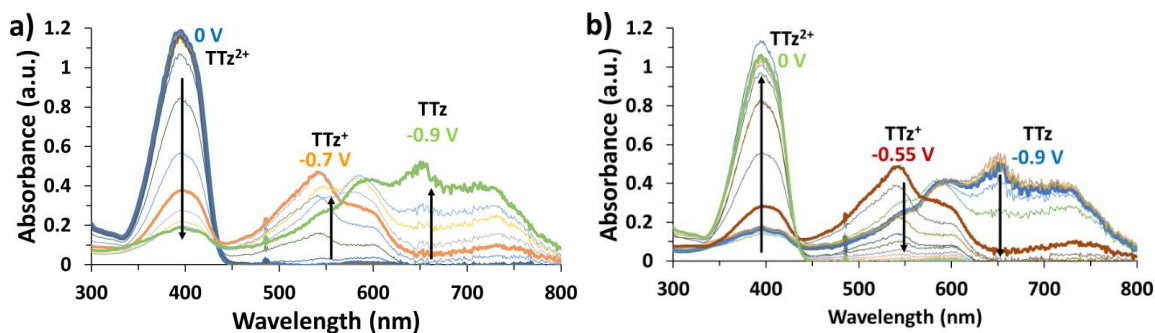 a)
Absorbance (a.u.)
1.2
1
0.8
0.6
0.4
0.2
0
0 V
TTz²⁺
TTz⁺
-0.7 V
TTz
-0.9 V
300 400 500 600 700 800
Wavelength (nm)
b)
Absorbance (a.u.)
1.2
1
0.8
0.6
0.4
0.2
0
TTz²⁺
0 V
TTz⁺
-0.55 V
TTz
-0.9 V
300 400 500 600 700 800
Wavelength (nm)